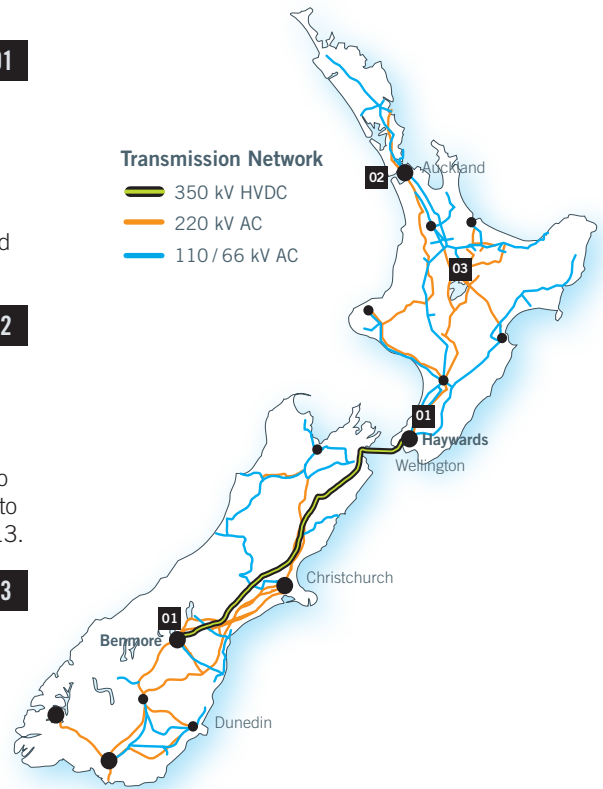 01
d
2
o
to
13.
3
Transmission Network
350 kV HVDC
220 kV AC
110 / 66 kV AC
02
Auckland
03
01
Haywards
Wellington
Christchurch
01
Benmore
Dunedin